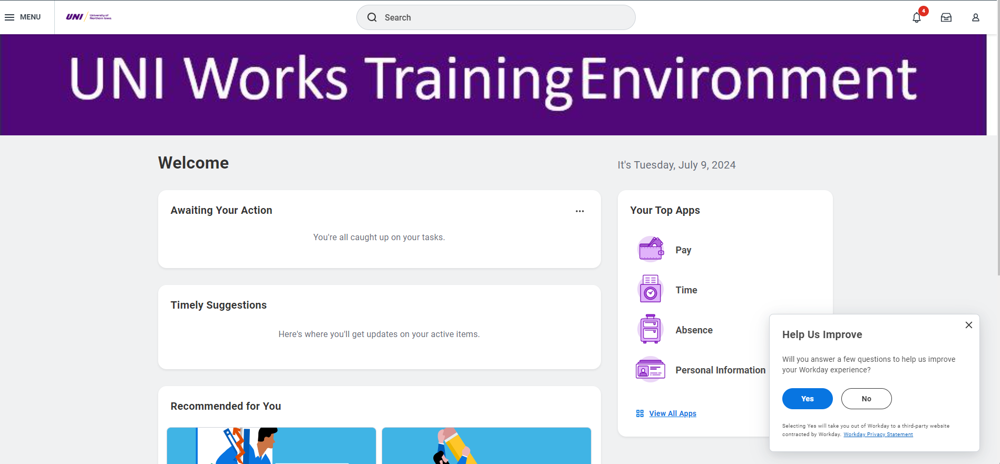 MENU
UNI University of
Northern Iowa
Search
4
UNI Works Training Environment
Welcome
It's Tuesday, July 9, 2024
Awaiting Your Action
You're all caught up on your tasks.
Timely Suggestions
Here's where you'll get updates on your active items.
Recommended for You
Your Top Apps
Pay
Time
Absence
Personal Information
View All Apps
Help Us Improve
Will you answer a few questions to help us improve
your Workday experience?
Yes
No
Selecting Yes will take you out of Workday to a third-party website
contracted by Workday. Workday Privacy Statement